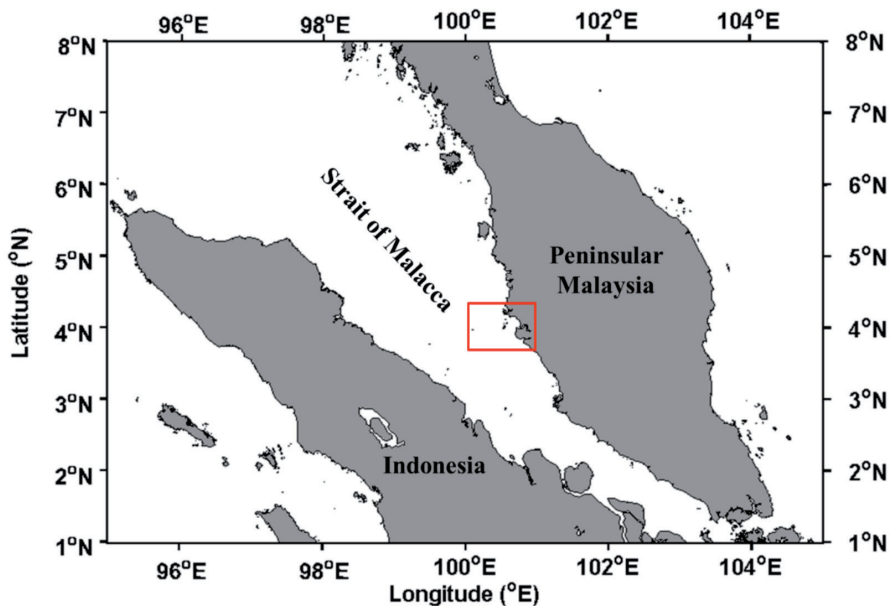 96°E 98°E 100°E 102°E 104°E
8°N 8°N
7°N 7°N
6°N 6°N
5°N 5°N
4°N 4°N
3°N 3°N
2°N 2°N
1°N 1°N
Latitude (°N)
Strait of Malacca
Peninsular
Malaysia
Indonesia
96°E 98°E 100°E 102°E 104°E
Longitude (°E)